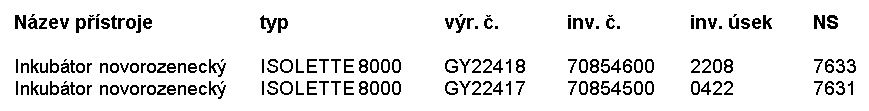 Název přístroje typ výr. č. inv. č. inv. úsek NS
Inkubátor novorozenecký ISOLETTE 8000 GY22418 70854600 2208 7633
Inkubátor novorozenecký ISOLETTE 8000 GY22417 70854500 0422 7631